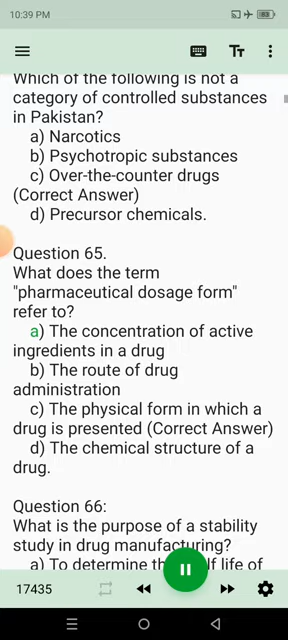 10:39 PM
Which of the following is not a
category of controlled substances
in Pakistan?
a) Narcotics
b) Psychotropic substances
c) Over-the-counter drugs
(Correct Answer)
d) Precursor chemicals.
Question 65.
What does the term
"pharmaceutical dosage form"
refer to?
a) The concentration of active
ingredients in a drug
b) The route of drug
administration
c) The physical form in which a
drug is presented (Correct Answer)
d) The chemical structure of a
drug.
Question 66:
What is the purpose of a stability
study in drug manufacturing?
a) To determine the lf life of
17435